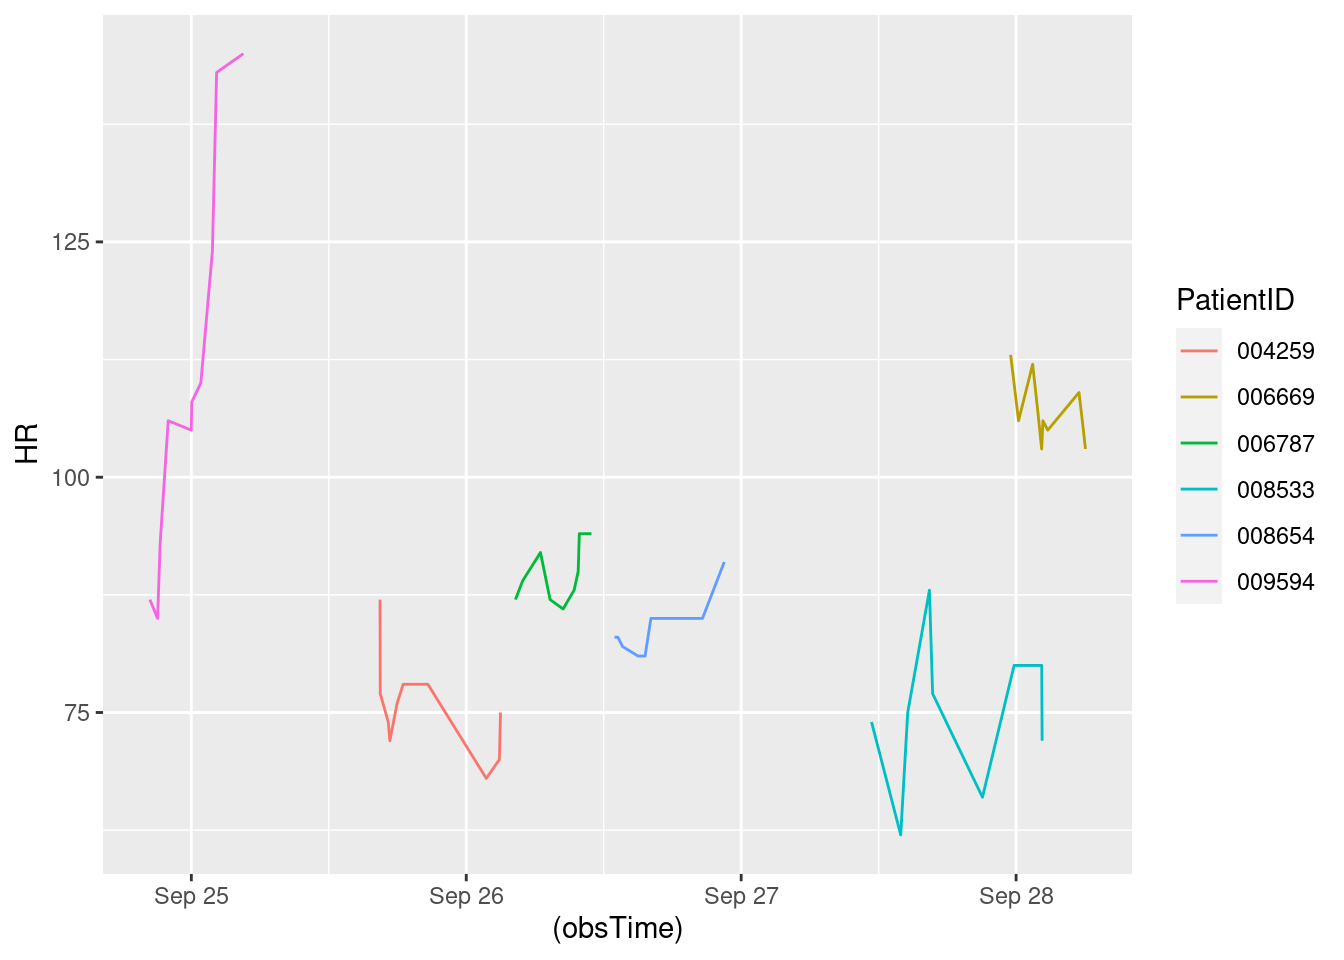 HR
125
100
75
Sep 25
Sep 26
Sep 27
Sep 28
(obsTime)
PatientID
004259
006669
006787
008533
008654
009594